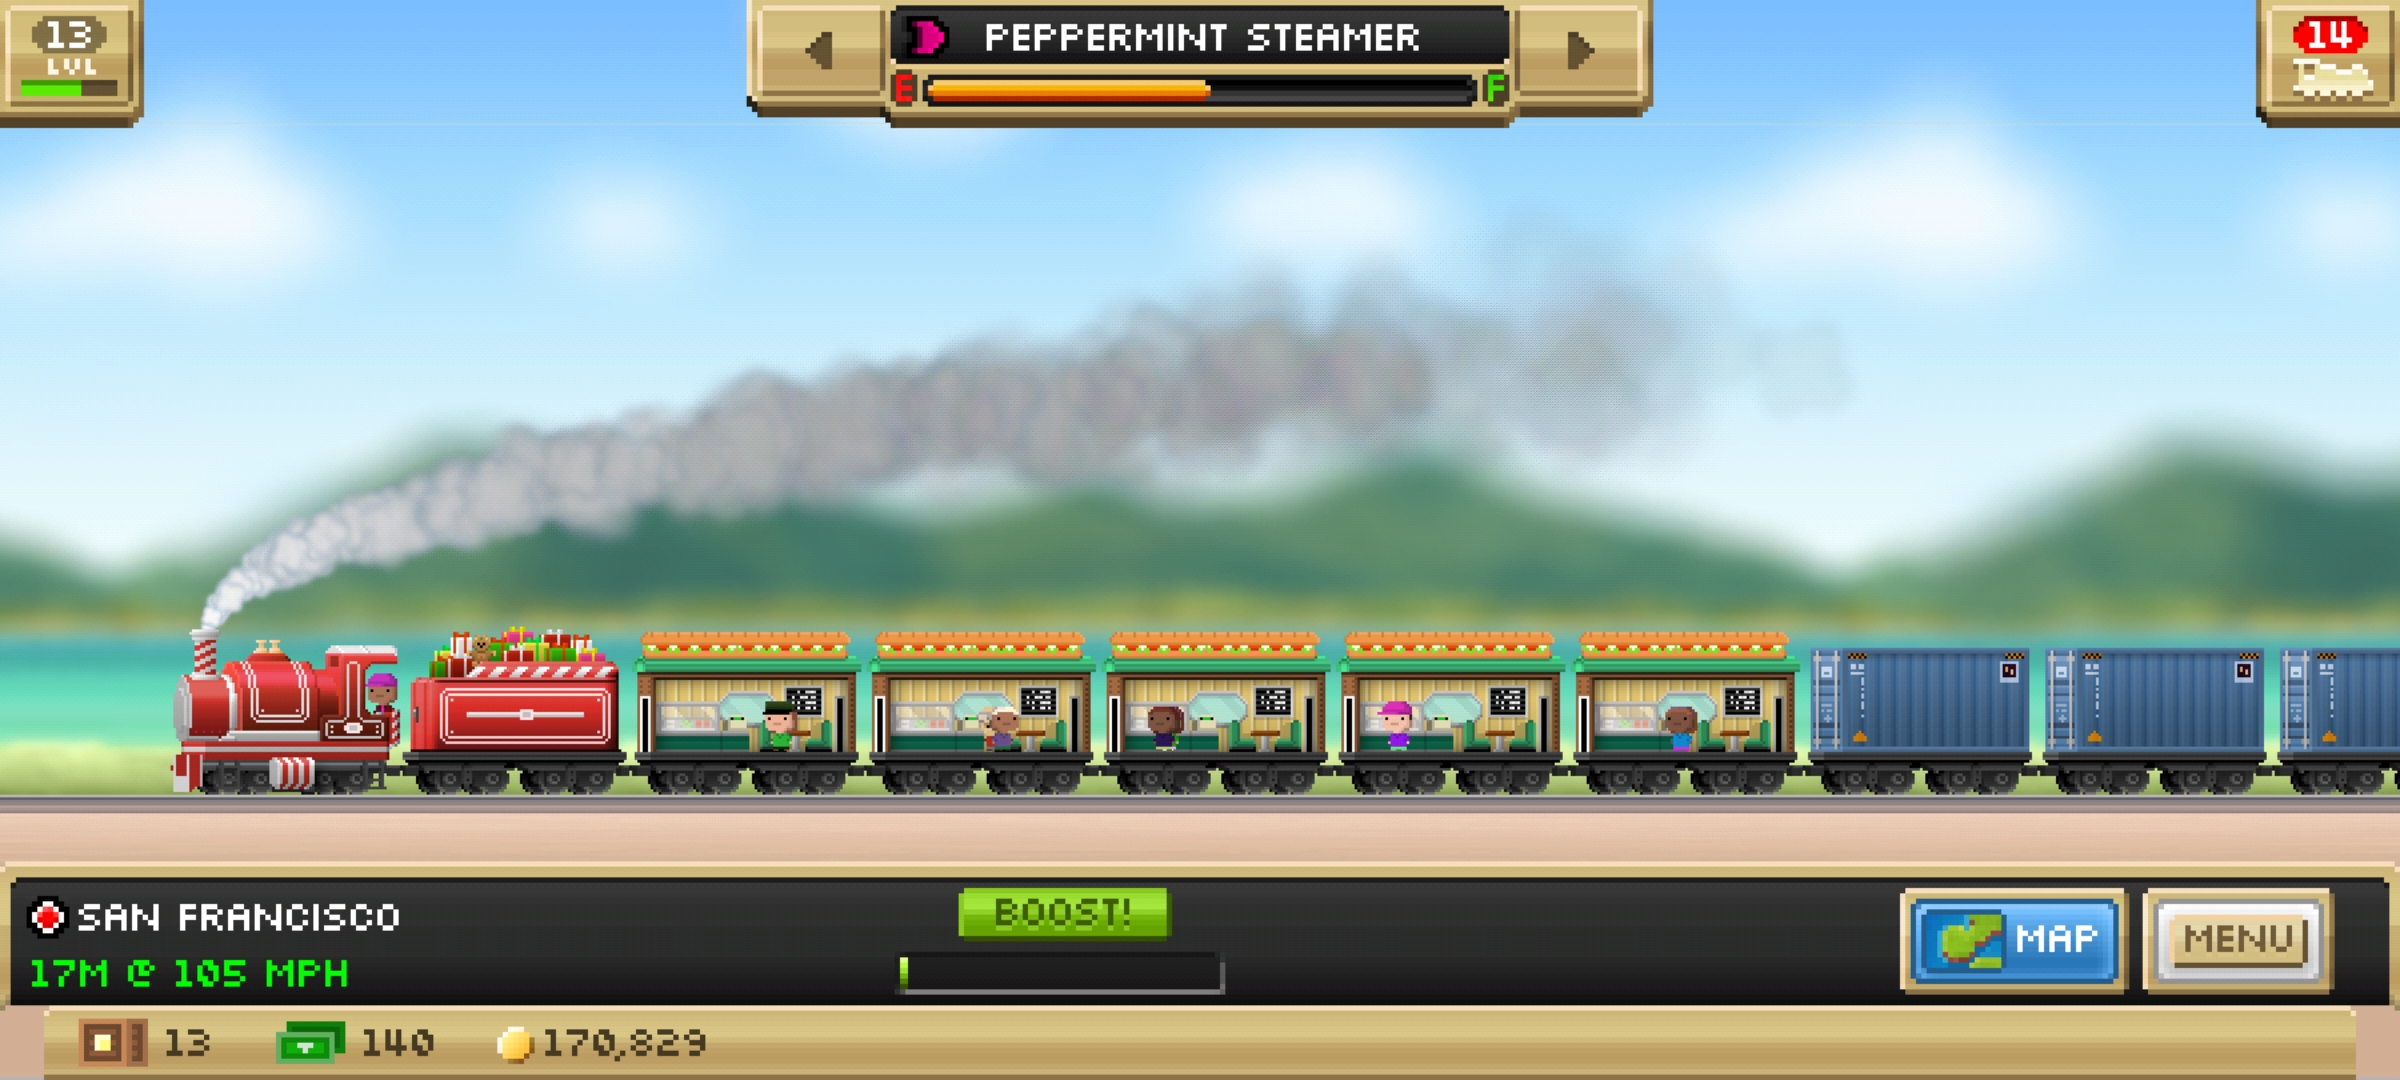 13
LVL
PEPPERMINT STEAMER
E F
14
SAN FRANCISCO
17M @ 105 MPH
BOOST!
MAP
MENU
13 140 170,829